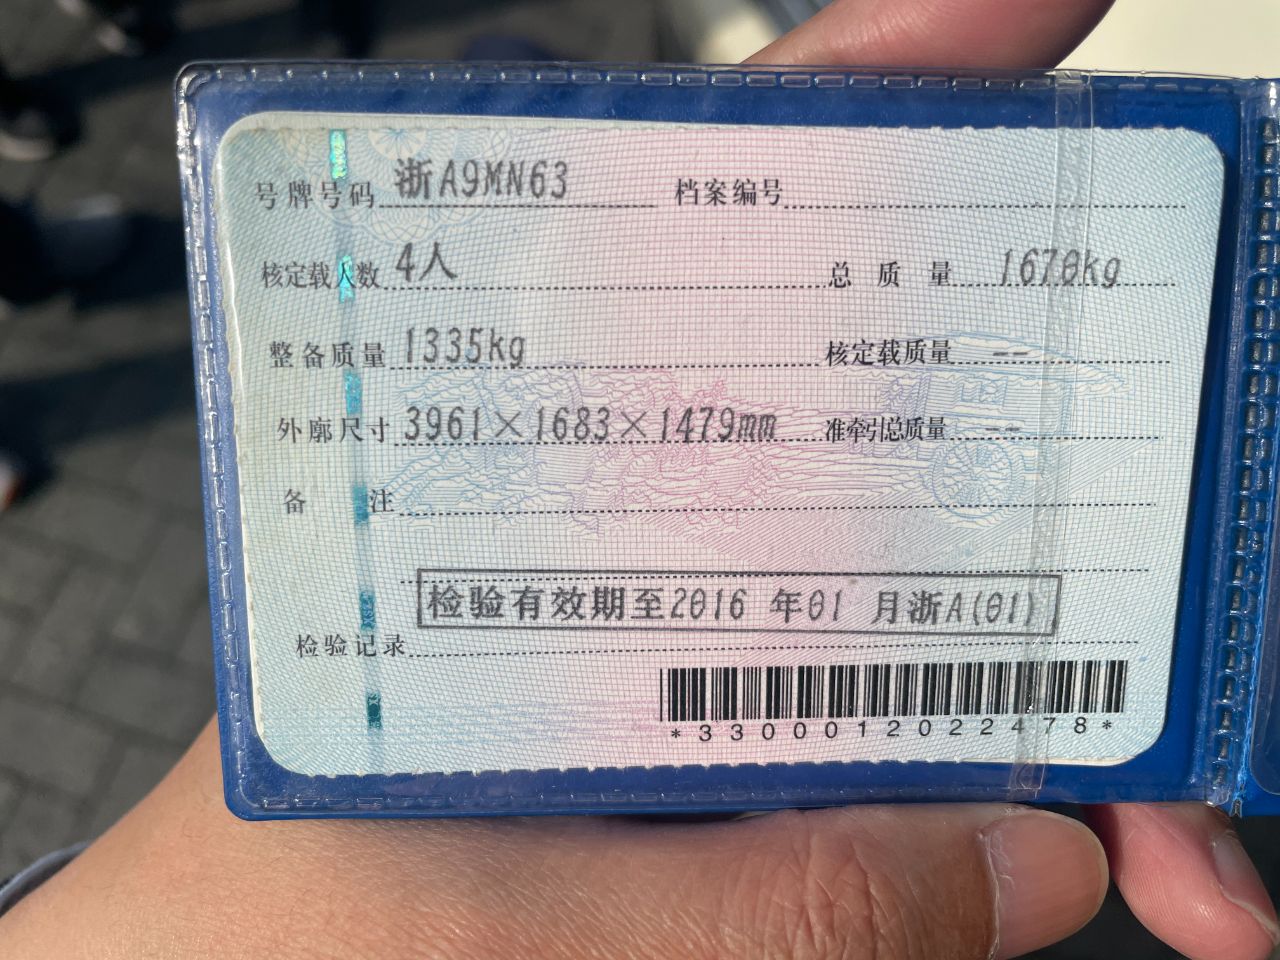 号牌号码 浙A9MN63 档案编号
核定载人数 4人 总质量 1670kg
整备质量 1335kg 核定载质量 --
外廓尺寸 3961×1683×1479mm 准牵引总质量 --
备注
检验有效期至2016 年01 月浙A(01)
检验记录
*3300012022478*